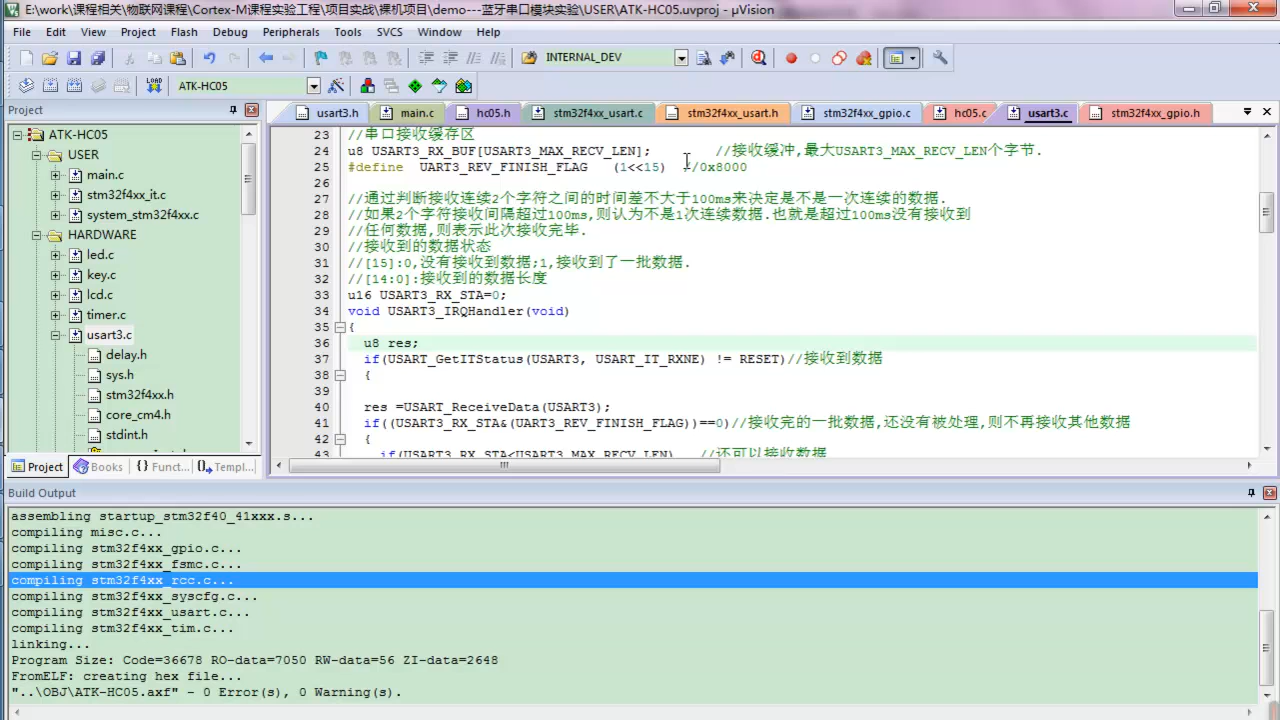 E:\work\课程相关\物联网课程\Cortex-M课程实验工程\项目实战\裸机项目\demo---蓝牙串口模块实验\USER\ATK-HC05.uvproj - µVision
File Edit View Project Flash Debug Peripherals Tools SVCS Window Help
INTERNAL_DEV
LOAD ATK-HC05
Project
usart3.h main.c hc05.h stm32f4xx_usart.c stm32f4xx_usart.h stm32f4xx_gpio.c hc05.c usart3.c stm32f4xx_gpio.h
ATK-HC05
USER
main.c
stm32f4xx_it.c
system_stm32f4xx.c
HARDWARE
led.c
key.c
lcd.c
timer.c
usart3.c
delay.h
sys.h
stm32f4xx.h
core_cm4.h
stdint.h
Project Books Funct... Templ...
23 //串口接收缓存区
24 u8 USART3_RX_BUF[USART3_MAX_RECV_LEN]; //接收缓冲,最大USART3_MAX_RECV_LEN个字节.
25 #define UART3_REV_FINISH_FLAG (1<<15) //0x8000
26
27 //通过判断接收连续2个字符之间的时间差不大于100ms来决定是不是一次连续的数据.
28 //如果2个字符接收间隔超过100ms,则认为不是1次连续数据.也就是超过100ms没有接收到
29 //任何数据,则表示此次接收完毕.
30 //接收到的数据状态
31 //[15]:0,没有接收到数据;1,接收到了一批数据.
32 //[14:0]:接收到的数据长度
33 u16 USART3_RX_STA=0;
34 void USART3_IRQHandler(void)
35 {
36 u8 res;
37 if(USART_GetITStatus(USART3, USART_IT_RXNE) != RESET)//接收到数据
38 {
39
40 res =USART_ReceiveData(USART3);
41 if((USART3_RX_STA&(UART3_REV_FINISH_FLAG))==0)//接收完的一批数据,还没有被处理,则不再接收其他数据
42 {
43 if(USART3_RX_STA<USART3_MAX_RECV_LEN) //还可以接收数据
Build Output
assembling startup_stm32f40_41xxx.s...
compiling misc.c...
compiling stm32f4xx_gpio.c...
compiling stm32f4xx_fsmc.c...
compiling stm32f4xx_rcc.c...
compiling stm32f4xx_syscfg.c...
compiling stm32f4xx_usart.c...
compiling stm32f4xx_tim.c...
linking...
Program Size: Code=36678 RO-data=7050 RW-data=56 ZI-data=2648
FromELF: creating hex file...
"..\OBJ\ATK-HC05.axf" - 0 Error(s), 0 Warning(s).